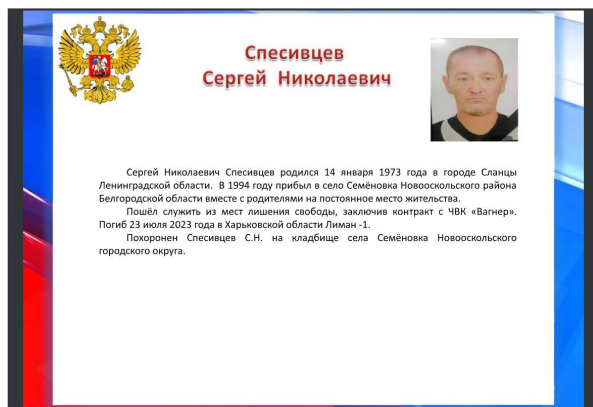 Спесивцев
Сергей Николаевич
Сергей Николаевич Спесивцев родился 14 января 1973 года в городе Сланцы
Ленинградской области. В 1994 году прибыл в село Семёновка Новооскольского района
Белгородской области вместе с родителями на постоянное место жительства.
Пошёл служить из мест лишения свободы, заключив контракт с ЧВК «Вагнер».
Погиб 23 июля 2023 года в Харьковской области Лиман -1.
Похоронен Спесивцев С.Н. на кладбище села Семёновка Новооскольского
городского округа.